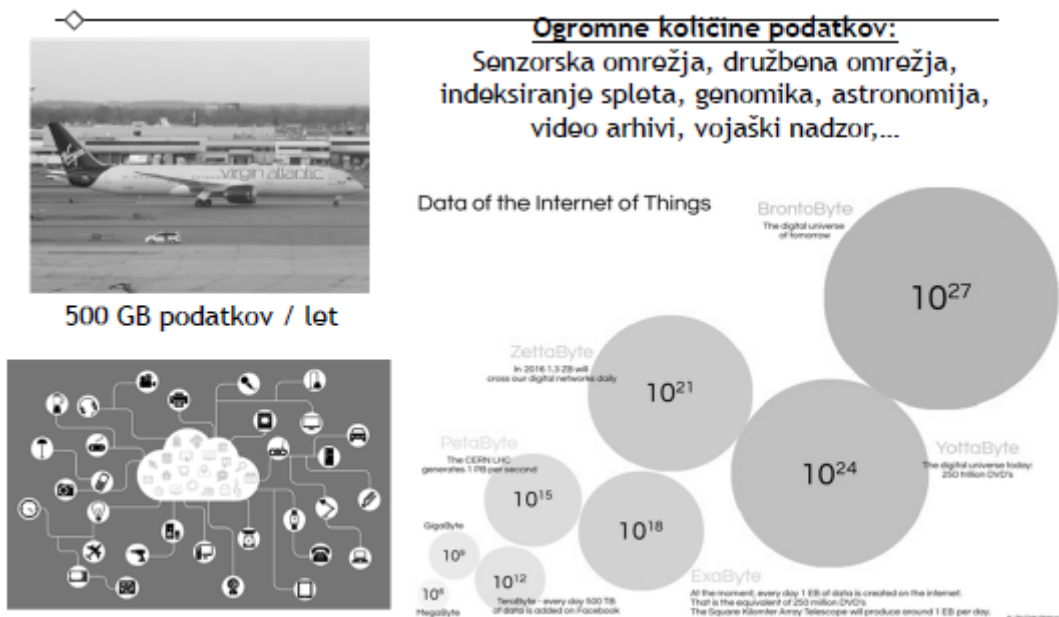 Ogromne količine podatkov:
Senzorska omrežja, družbena omrežja,
indeksiranje spleta, genomika, astronomija,
video arhivi, vojaški nadzor,...
virgin atlantic
500 GB podatkov / let
Data of the Internet of Things
BrontoByte
The digital universe
of tomorrow
10²⁷
ZettaByte
In 2016 1,3 ZB will
cross our digital networks daily
10²¹
YottaByte
The digital universe today:
250 trillion DVD's
10²⁴
PetaByte
The CERN LHC
generates 1 PB per second
10¹⁵
10¹⁸
GigaByte
10⁹
10¹²
TeraByte - every day 500 TB
of data is added on Facebook
10⁶
MegaByte
ExaByte
At the moment, every day 1 EB of data is created on the internet.
That is the equivalent of 250 million DVD's
The Square Kilomter Array Telescope will produce around 1 EB per day.